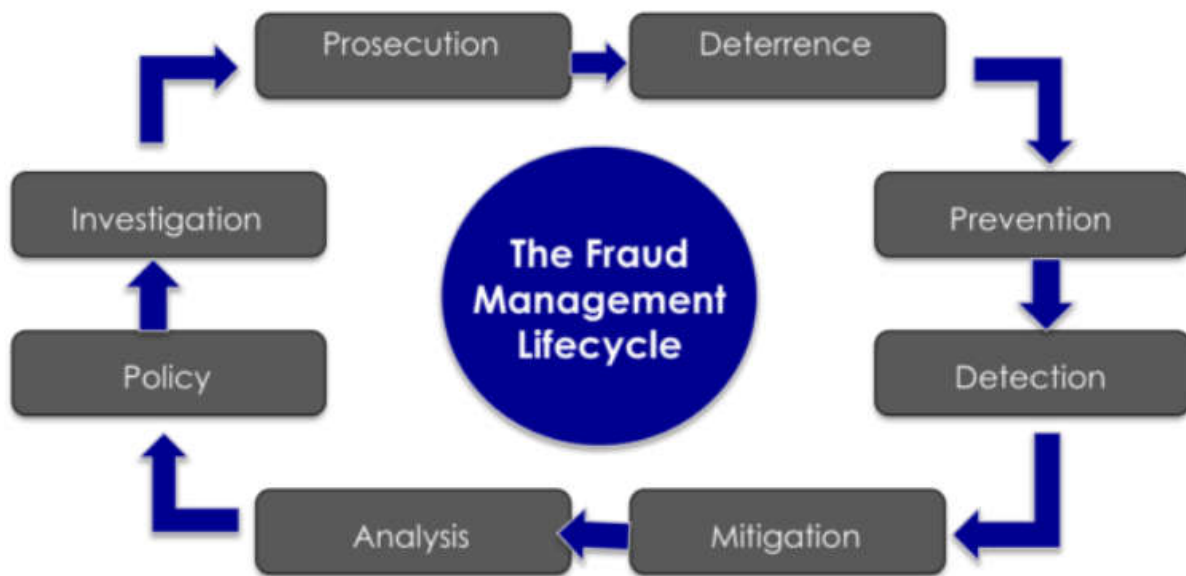 Prosecution
Deterrence
Investigation
Prevention
The Fraud
Management
Lifecycle
Policy
Detection
Analysis
Mitigation